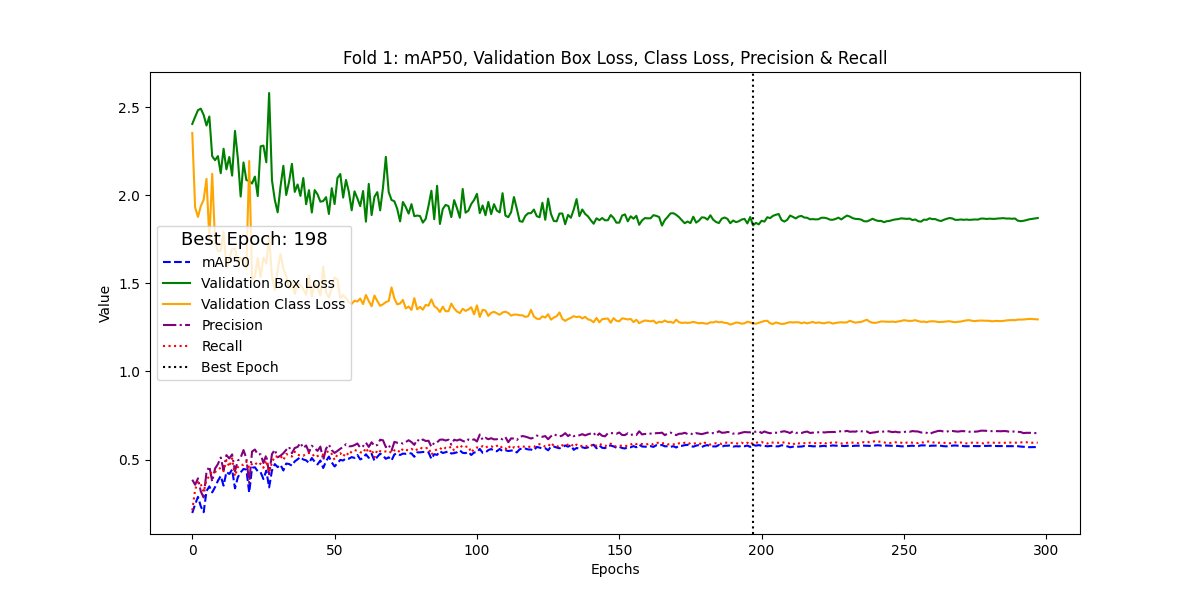 Fold 1: mAP50, Validation Box Loss, Class Loss, Precision & Recall
Value
2.5
2.0
1.5
1.0
0.5
Best Epoch: 198
mAP50
Validation Box Loss
Validation Class Loss
Precision
Recall
Best Epoch
0 50 100 150 200 250 300
Epochs